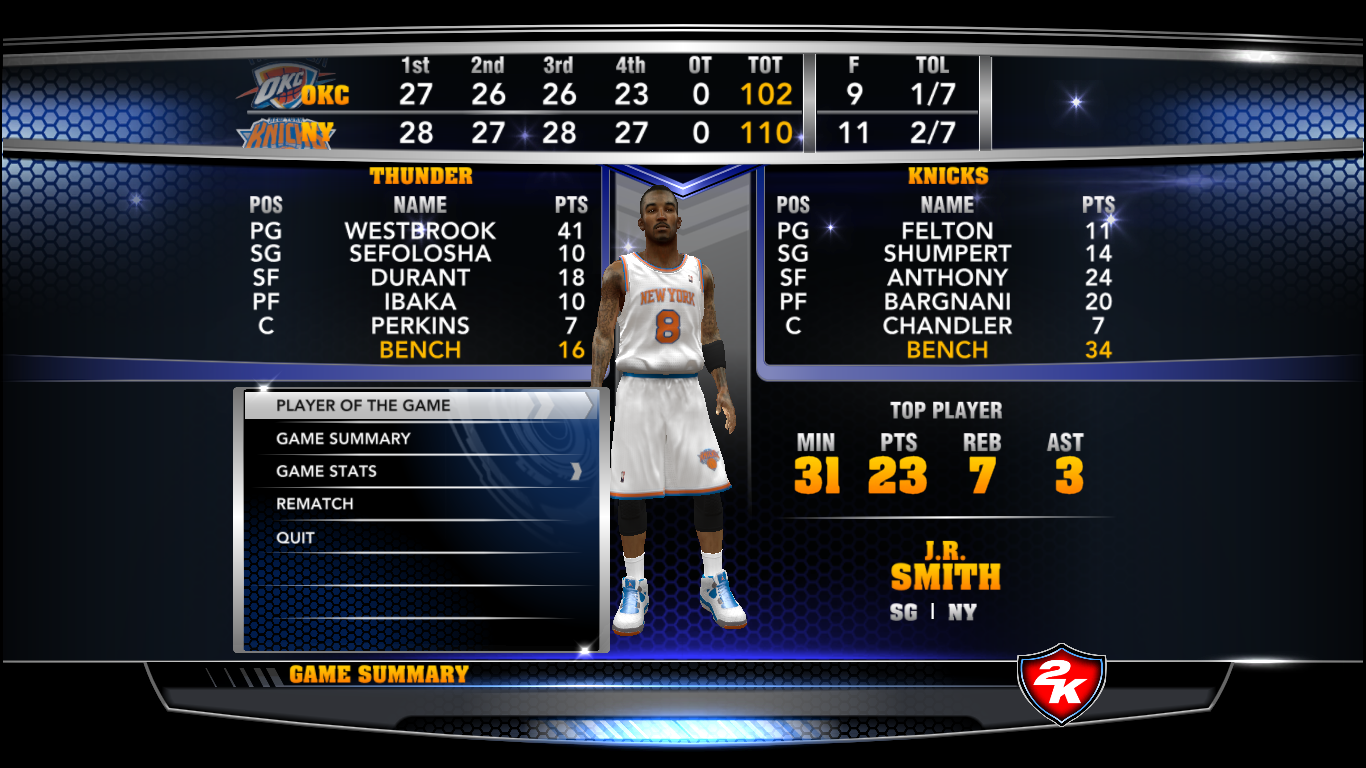 1st 2nd 3rd 4th OT TOT F TOL
OKC OKC 27 26 26 23 0 102 9 1/7
KNICKS NY 28 27 28 27 0 110 11 2/7
THUNDER
POS NAME PTS
PG WESTBROOK 41
SG SEFOLOSHA 10
SF DURANT 18
PF IBAKA 10
C PERKINS 7
BENCH 16
KNICKS
POS NAME PTS
PG FELTON 11
SG SHUMPERT 14
SF ANTHONY 24
PF BARGNANI 20
C CHANDLER 7
BENCH 34
NEW YORK
8
PLAYER OF THE GAME
GAME SUMMARY
GAME STATS
REMATCH
QUIT
TOP PLAYER
MIN PTS REB AST
31 23 7 3
J.R.
SMITH
SG | NY
GAME SUMMARY
2K